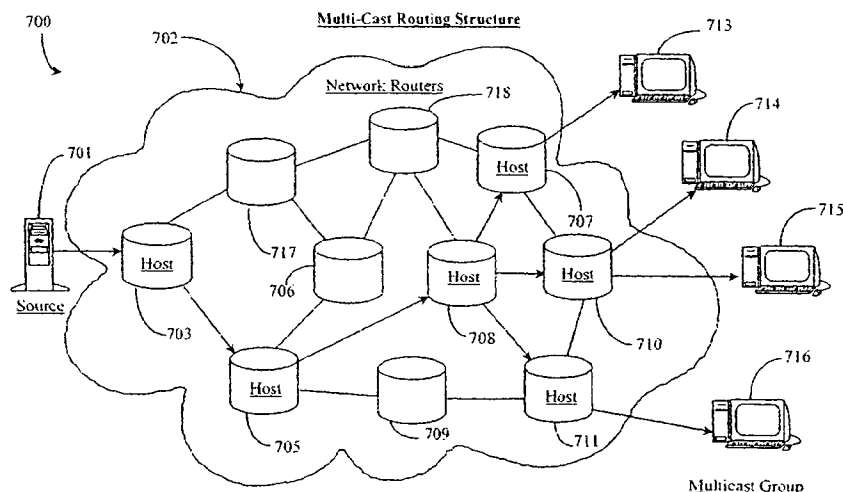 Multi-Cast Routing Structure
700
702
713
Network Routers
718
714
701
Host
707
715
717
Host
706
Host
Host
Source
703
708
710
716
Host
Host
705
709
711
Multicast Group